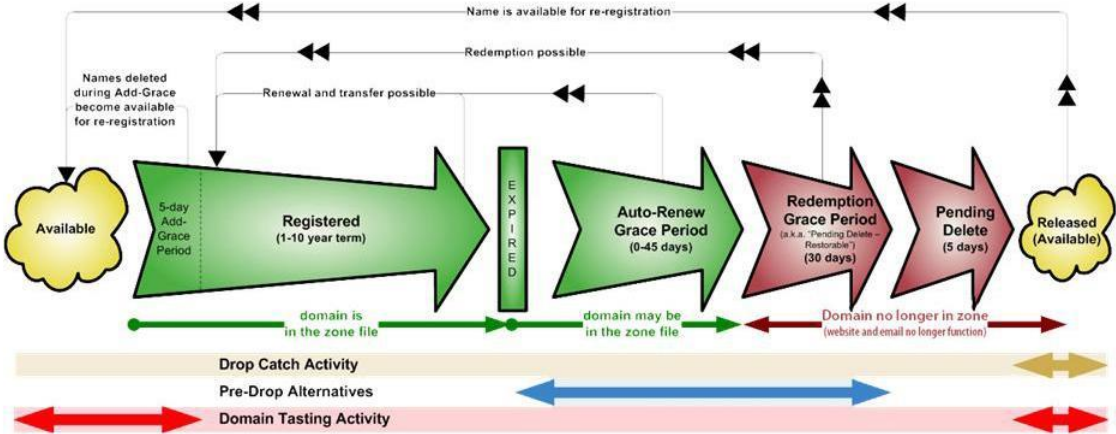 Name is available for re-registration
Redemption possible
Names deleted
during Add-Grace
become available
for re-registration
Renewal and transfer possible
Available
5-day
Add-
Grace
Period
Registered
(1-10 year term)
EXPIRED
Auto-Renew
Grace Period
(0-45 days)
Redemption
Grace Period
(a.k.a. "Pending Delete –
Restorable")
(30 days)
Pending
Delete
(5 days)
Released
(Available)
domain is
in the zone file
domain may be
in the zone file
Domain no longer in zone
(website and email no longer function)
Drop Catch Activity
Pre-Drop Alternatives
Domain Tasting Activity